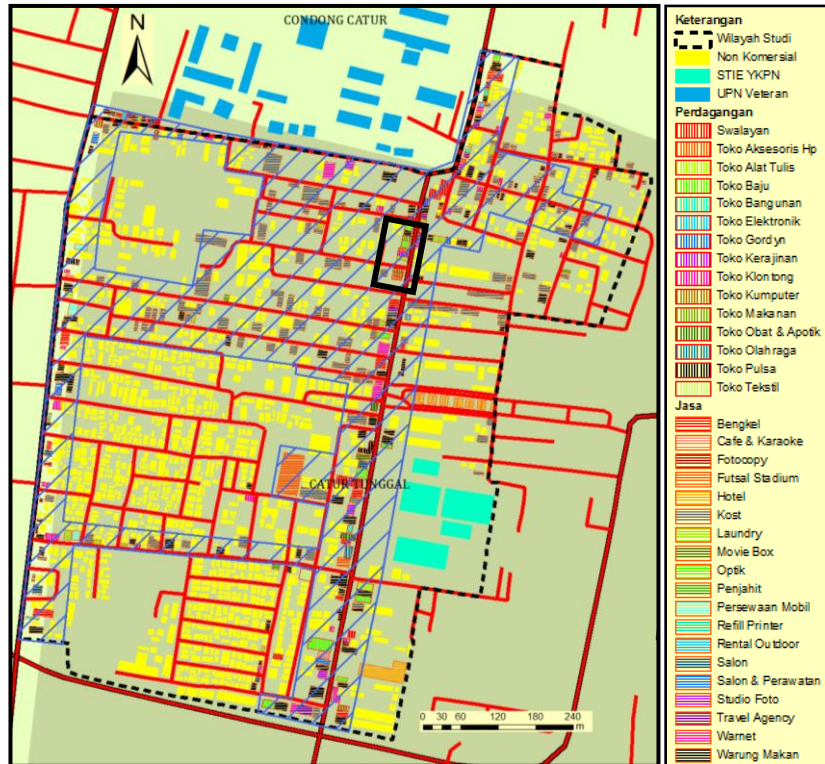 CONDONG CATUR
N
CATUR TUNGGAL
0 30 60 120 180 240
m
Keterangan
Wilayah Studi
Non Komersial
STIE YKPN
UPN Veteran
Perdagangan
Swalayan
Toko Aksesoris Hp
Toko Alat Tulis
Toko Baju
Toko Bangunan
Toko Elektronik
Toko Gordyn
Toko Kerajinan
Toko Klontong
Toko Kumputer
Toko Makanan
Toko Obat & Apotik
Toko Olahraga
Toko Pulsa
Toko Tekstil
Jasa
Bengkel
Cafe & Karaoke
Fotocopy
Futsal Stadium
Hotel
Kost
Laundry
Movie Box
Optik
Penjahit
Persewaan Mobil
Refill Printer
Rental Outdoor
Salon
Salon & Perawatan
Studio Foto
Travel Agency
Warnet
Warung Makan